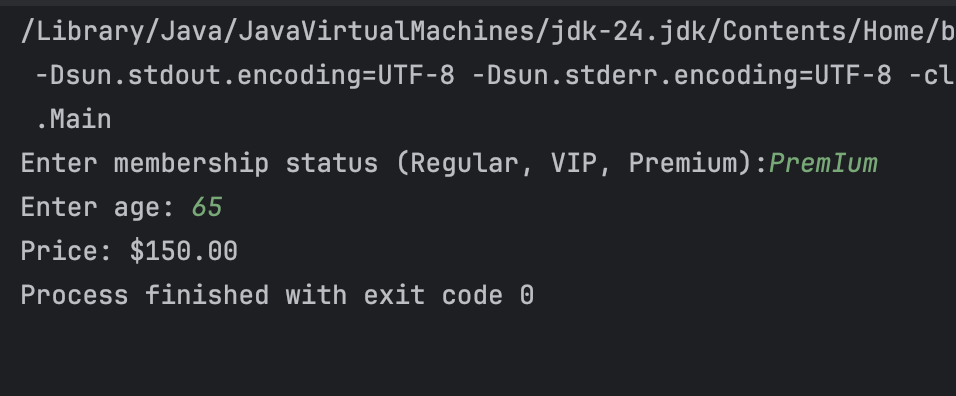 /Library/Java/JavaVirtualMachines/jdk-24.jdk/Contents/Home/b
-Dsun.stdout.encoding=UTF-8 -Dsun.stderr.encoding=UTF-8 -cl
.Main
Enter membership status (Regular, VIP, Premium):PremIum
Enter age: 65
Price: $150.00
Process finished with exit code 0